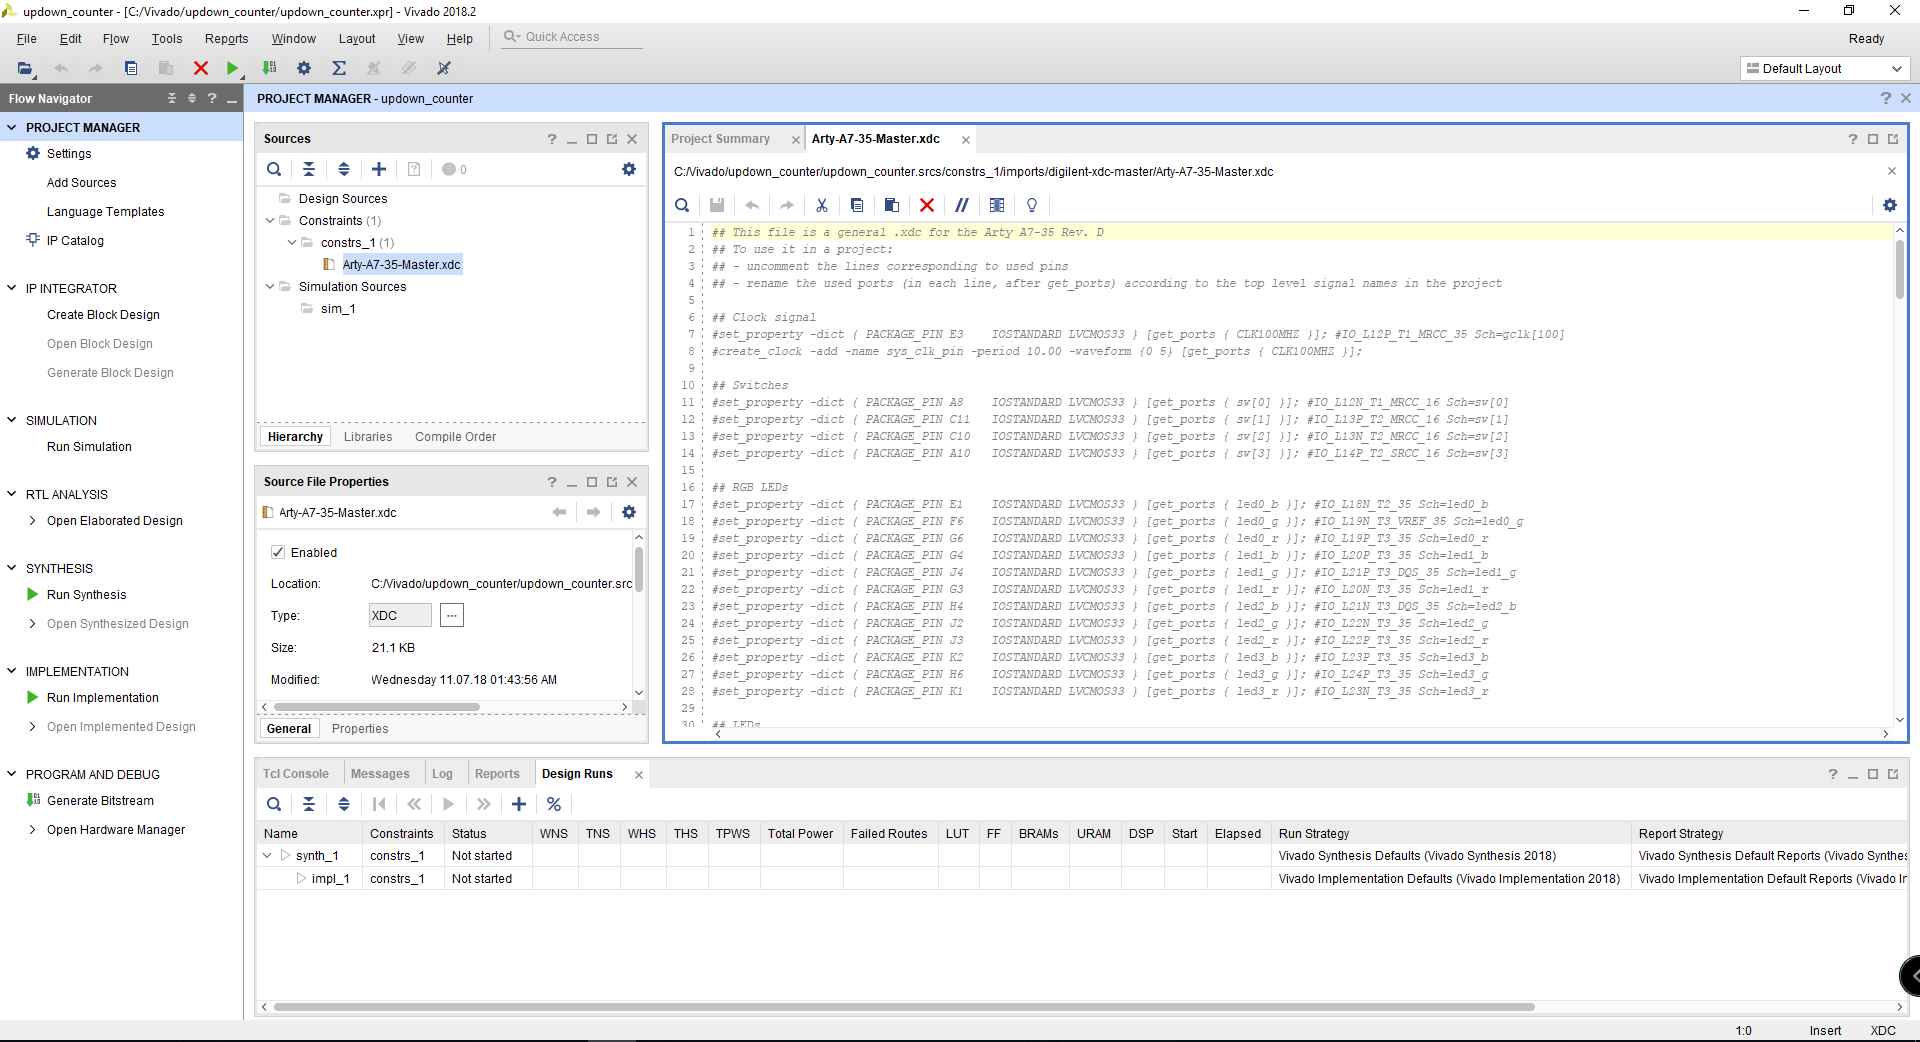 updown_counter - [C:/Vivado/updown_counter/updown_counter.xpr] - Vivado 2018.2
File Edit Flow Tools Reports Window Layout View Help Quick Access Ready
Default Layout
Flow Navigator
PROJECT MANAGER
Settings
Add Sources
Language Templates
IP Catalog
IP INTEGRATOR
Create Block Design
Open Block Design
Generate Block Design
SIMULATION
Run Simulation
RTL ANALYSIS
Open Elaborated Design
SYNTHESIS
Run Synthesis
Open Synthesized Design
IMPLEMENTATION
Run Implementation
Open Implemented Design
PROGRAM AND DEBUG
Generate Bitstream
Open Hardware Manager
PROJECT MANAGER - updown_counter
Sources
0
Design Sources
Constraints (1)
constrs_1 (1)
Arty-A7-35-Master.xdc
Simulation Sources
sim_1
Hierarchy Libraries Compile Order
Source File Properties
Arty-A7-35-Master.xdc
Enabled
Location: C:/Vivado/updown_counter/updown_counter.src
Type: XDC ...
Size: 21.1 KB
Modified: Wednesday 11.07.18 01:43:56 AM
General Properties
Project Summary Arty-A7-35-Master.xdc
C:/Vivado/updown_counter/updown_counter.srcs/constrs_1/imports/digilent-xdc-master/Arty-A7-35-Master.xdc
1 ## This file is a general .xdc for the Arty A7-35 Rev. D
2 ## To use it in a project:
3 ## - uncomment the lines corresponding to used pins
4 ## - rename the used ports (in each line, after get_ports) according to the top level signal names in the project
5
6 ## Clock signal
7 #set_property -dict { PACKAGE_PIN E3    IOSTANDARD LVCMOS33 } [get_ports { CLK100MHZ }]; #IO_L12P_T1_MRCC_35 Sch=gclk[100]
8 #create_clock -add -name sys_clk_pin -period 10.00 -waveform {0 5} [get_ports { CLK100MHZ }];
9
10 ## Switches
11 #set_property -dict { PACKAGE_PIN A8    IOSTANDARD LVCMOS33 } [get_ports { sw[0] }]; #IO_L12N_T1_MRCC_16 Sch=sw[0]
12 #set_property -dict { PACKAGE_PIN C11   IOSTANDARD LVCMOS33 } [get_ports { sw[1] }]; #IO_L13P_T2_MRCC_16 Sch=sw[1]
13 #set_property -dict { PACKAGE_PIN C10   IOSTANDARD LVCMOS33 } [get_ports { sw[2] }]; #IO_L13N_T2_MRCC_16 Sch=sw[2]
14 #set_property -dict { PACKAGE_PIN A10   IOSTANDARD LVCMOS33 } [get_ports { sw[3] }]; #IO_L14P_T2_SRCC_16 Sch=sw[3]
15
16 ## RGB LEDs
17 #set_property -dict { PACKAGE_PIN E1    IOSTANDARD LVCMOS33 } [get_ports { led0_b }]; #IO_L18N_T2_35 Sch=led0_b
18 #set_property -dict { PACKAGE_PIN F6    IOSTANDARD LVCMOS33 } [get_ports { led0_g }]; #IO_L19N_T3_VREF_35 Sch=led0_g
19 #set_property -dict { PACKAGE_PIN G6    IOSTANDARD LVCMOS33 } [get_ports { led0_r }]; #IO_L19P_T3_35 Sch=led0_r
20 #set_property -dict { PACKAGE_PIN G4    IOSTANDARD LVCMOS33 } [get_ports { led1_b }]; #IO_L20P_T3_35 Sch=led1_b
21 #set_property -dict { PACKAGE_PIN J4    IOSTANDARD LVCMOS33 } [get_ports { led1_g }]; #IO_L21P_T3_DQS_35 Sch=led1_g
22 #set_property -dict { PACKAGE_PIN G3    IOSTANDARD LVCMOS33 } [get_ports { led1_r }]; #IO_L20N_T3_35 Sch=led1_r
23 #set_property -dict { PACKAGE_PIN H4    IOSTANDARD LVCMOS33 } [get_ports { led2_b }]; #IO_L21N_T3_DQS_35 Sch=led2_b
24 #set_property -dict { PACKAGE_PIN J2    IOSTANDARD LVCMOS33 } [get_ports { led2_g }]; #IO_L22N_T3_35 Sch=led2_g
25 #set_property -dict { PACKAGE_PIN J3    IOSTANDARD LVCMOS33 } [get_ports { led2_r }]; #IO_L22P_T3_35 Sch=led2_r
26 #set_property -dict { PACKAGE_PIN K2    IOSTANDARD LVCMOS33 } [get_ports { led3_b }]; #IO_L23P_T3_35 Sch=led3_b
27 #set_property -dict { PACKAGE_PIN H6    IOSTANDARD LVCMOS33 } [get_ports { led3_g }]; #IO_L24P_T3_35 Sch=led3_g
28 #set_property -dict { PACKAGE_PIN K1    IOSTANDARD LVCMOS33 } [get_ports { led3_r }]; #IO_L23N_T3_35 Sch=led3_r
29
30 ## LEDs
Tcl Console Messages Log Reports Design Runs
Name Constraints Status WNS TNS WHS THS TPWS Total Power Failed Routes LUT FF BRAMs URAM DSP Start Elapsed Run Strategy Report Strategy
synth_1 constrs_1 Not started Vivado Synthesis Defaults (Vivado Synthesis 2018) Vivado Synthesis Default Reports (Vivado Synthes
impl_1 constrs_1 Not started Vivado Implementation Defaults (Vivado Implementation 2018) Vivado Implementation Default Reports (Vivado Ir
1:0 Insert XDC